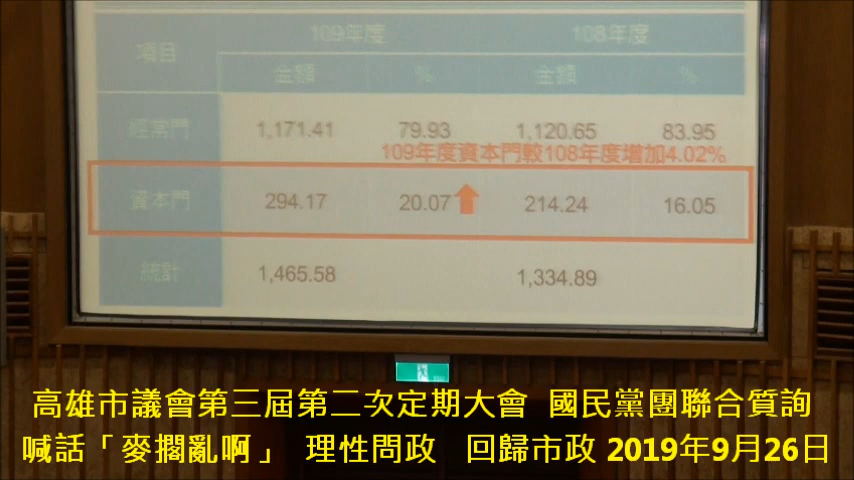 109年度 108年度
項目
金額 % 金額 %
經常門 1,171.41 79.93 1,120.65 83.95
109年度資本門較108年度增加4.02%
資本門 294.17 20.07 214.24 16.05
統計 1,465.58 1,334.89
高雄市議會第三屆第二次定期大會 國民黨團聯合質詢
喊話「麥擱亂啊」 理性問政 回歸市政 2019年9月26日